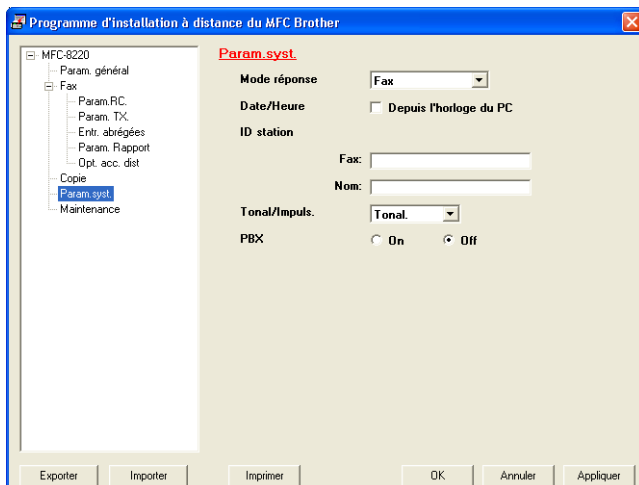 Programme d'installation à distance du MFC Brother
MFC-8220
Param. général
Fax
Param.RC.
Param. TX.
Entr. abrégées
Param. Rapport
Opt. acc. dist
Copie
Param.syst.
Maintenance
Param.syst.
Mode réponse Fax
Date/Heure Depuis l'horloge du PC
ID station
Fax:
Nom:
Tonal/Impuls. Tonal.
PBX On Off
Exporter Importer Imprimer OK Annuler Appliquer